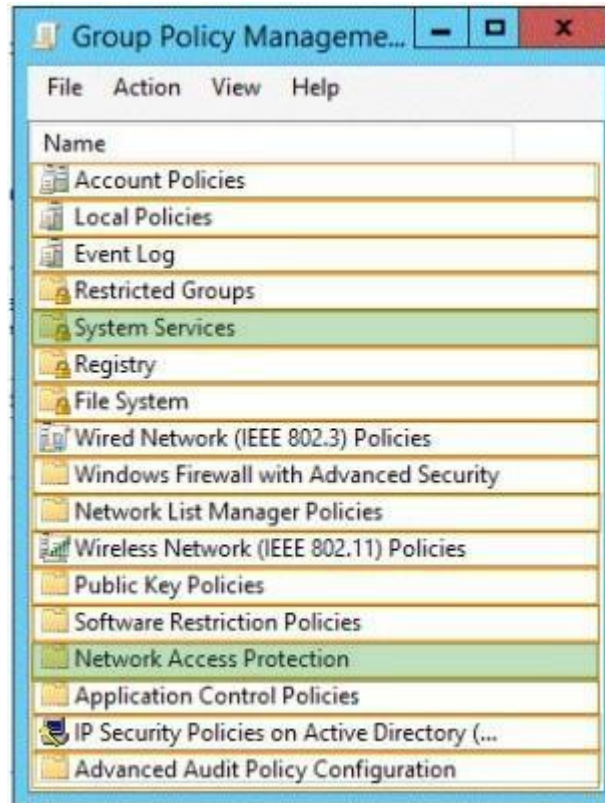 Group Policy Manageme...
File Action View Help
Name
Account Policies
Local Policies
Event Log
Restricted Groups
System Services
Registry
File System
Wired Network (IEEE 802.3) Policies
Windows Firewall with Advanced Security
Network List Manager Policies
Wireless Network (IEEE 802.11) Policies
Public Key Policies
Software Restriction Policies
Network Access Protection
Application Control Policies
IP Security Policies on Active Directory (...
Advanced Audit Policy Configuration